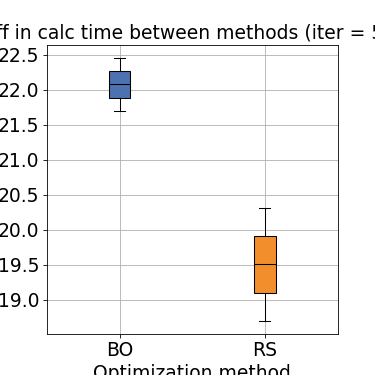 ff in calc time between methods (iter = 5
22.5
22.0
21.5
21.0
20.5
20.0
19.5
19.0
BO RS
Optimization method